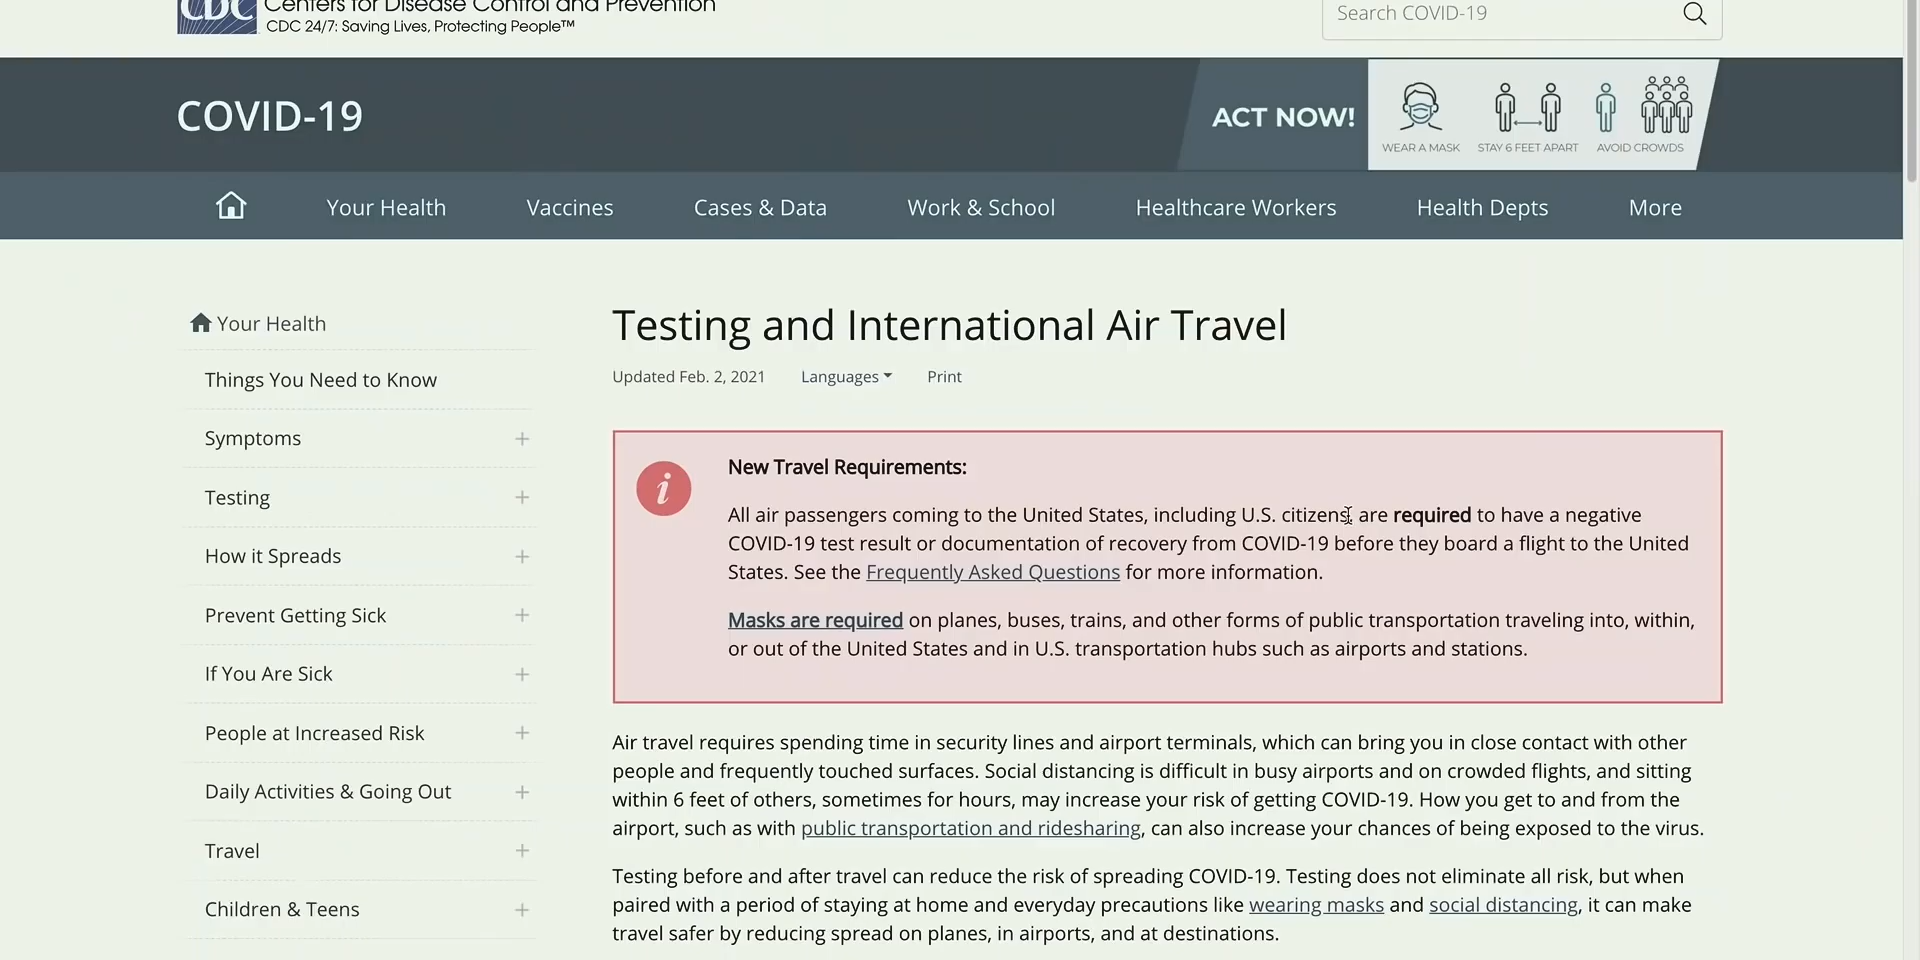 Centers for Disease Control and Prevention
CDC
CDC 24/7: Saving Lives, Protecting People™
Search COVID-19
COVID-19
ACT NOW!
WEAR A MASK
STAY 6 FEET APART
AVOID CROWDS
Your Health
Vaccines
Cases & Data
Work & School
Healthcare Workers
Health Depts
More
Your Health
Things You Need to Know
Symptoms
Testing
How it Spreads
Prevent Getting Sick
If You Are Sick
People at Increased Risk
Daily Activities & Going Out
Travel
Children & Teens
Testing and International Air Travel
Updated Feb. 2, 2021
Languages
Print
New Travel Requirements:
All air passengers coming to the United States, including U.S. citizens, are required to have a negative
COVID-19 test result or documentation of recovery from COVID-19 before they board a flight to the United
States. See the Frequently Asked Questions for more information.
Masks are required on planes, buses, trains, and other forms of public transportation traveling into, within,
or out of the United States and in U.S. transportation hubs such as airports and stations.
Air travel requires spending time in security lines and airport terminals, which can bring you in close contact with other
people and frequently touched surfaces. Social distancing is difficult in busy airports and on crowded flights, and sitting
within 6 feet of others, sometimes for hours, may increase your risk of getting COVID-19. How you get to and from the
airport, such as with public transportation and ridesharing, can also increase your chances of being exposed to the virus.
Testing before and after travel can reduce the risk of spreading COVID-19. Testing does not eliminate all risk, but when
paired with a period of staying at home and everyday precautions like wearing masks and social distancing, it can make
travel safer by reducing spread on planes, in airports, and at destinations.